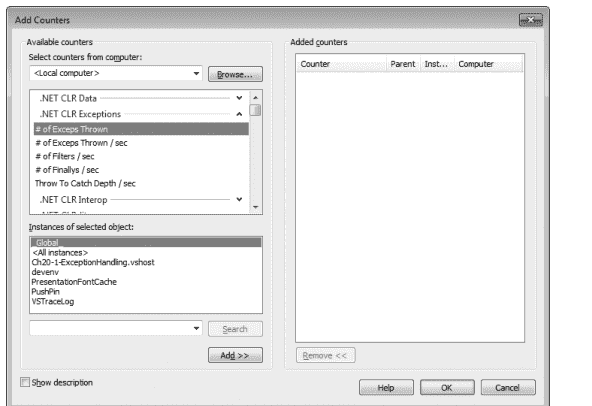 Add Counters
Available counters
Select counters from computer:
<Local computer>
Browse...
.NET CLR Data
.NET CLR Exceptions
# of Exceps Thrown
# of Exceps Thrown / sec
# of Filters / sec
# of Finallys / sec
Throw To Catch Depth / sec
.NET CLR Interop
Instances of selected object:
_Global_
<All instances>
Ch20-1-ExceptionHandling.vshost
devenv
PresentationFontCache
PushPin
VSTraceLog
Search
Add >>
Show description
Added counters
Counter Parent Inst... Computer
Remove <<
Help OK Cancel